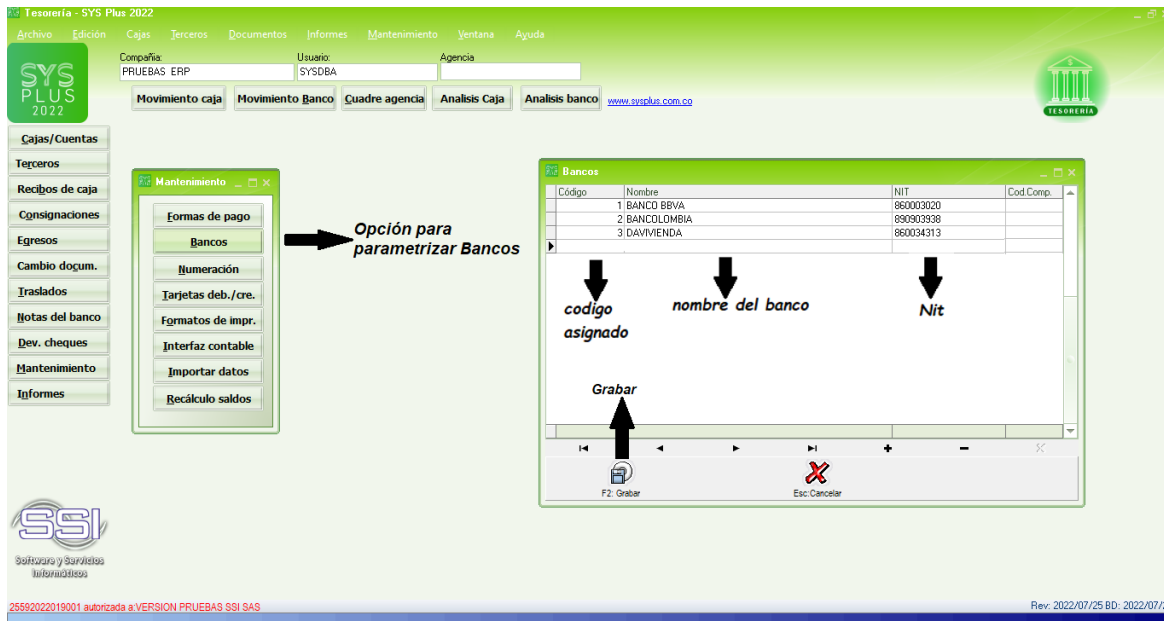 Tesorería - SYS Plus 2022
Archivo Edición Cajas Terceros Documentos Informes Mantenimiento Ventana Ayuda
Compañia: Usuario: Agencia
PRUEBAS ERP SYSDBA
SYS
PLUS
2022
Movimiento caja Movimiento Banco Cuadre agencia Analisis Caja Analisis banco www.sysplus.com.co
TESORERÍA
Cajas/Cuentas
Terceros
Recibos de caja
Consignaciones
Egresos
Cambio docum.
Traslados
Notas del banco
Dev. cheques
Mantenimiento
Informes
Mantenimiento
Formas de pago
Bancos
Numeración
Tarjetas deb./cre.
Formatos de impr.
Interfaz contable
Importar datos
Recálculo saldos
Opción para
parametrizar Bancos
Bancos
Código Nombre NIT Cod.Comp.
1 BANCO BBVA 860003020
2 BANCOLOMBIA 890903938
3 DAVIVIENDA 860034313
codigo
asignado
nombre del banco
Nit
Grabar
F2: Grabar Esc:Cancelar
SSI
Software y Servicios
Informáticos
25592022019001 autorizada a:VERSION PRUEBAS SSI SAS
Rev: 2022/07/25 BD: 2022/07/